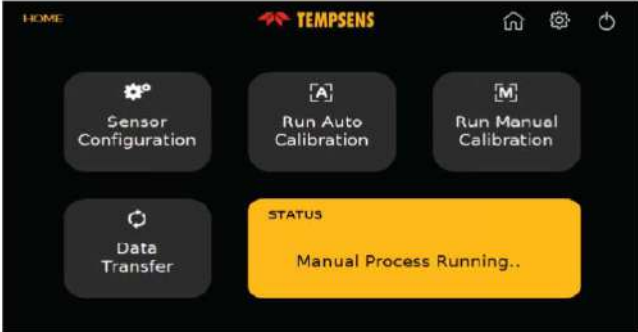 HOME
TEMPSENS
[A]
[M]
Sensor
Configuration
Run Auto
Calibration
Run Manual
Calibration
Data
Transfer
STATUS
Manual Process Running..